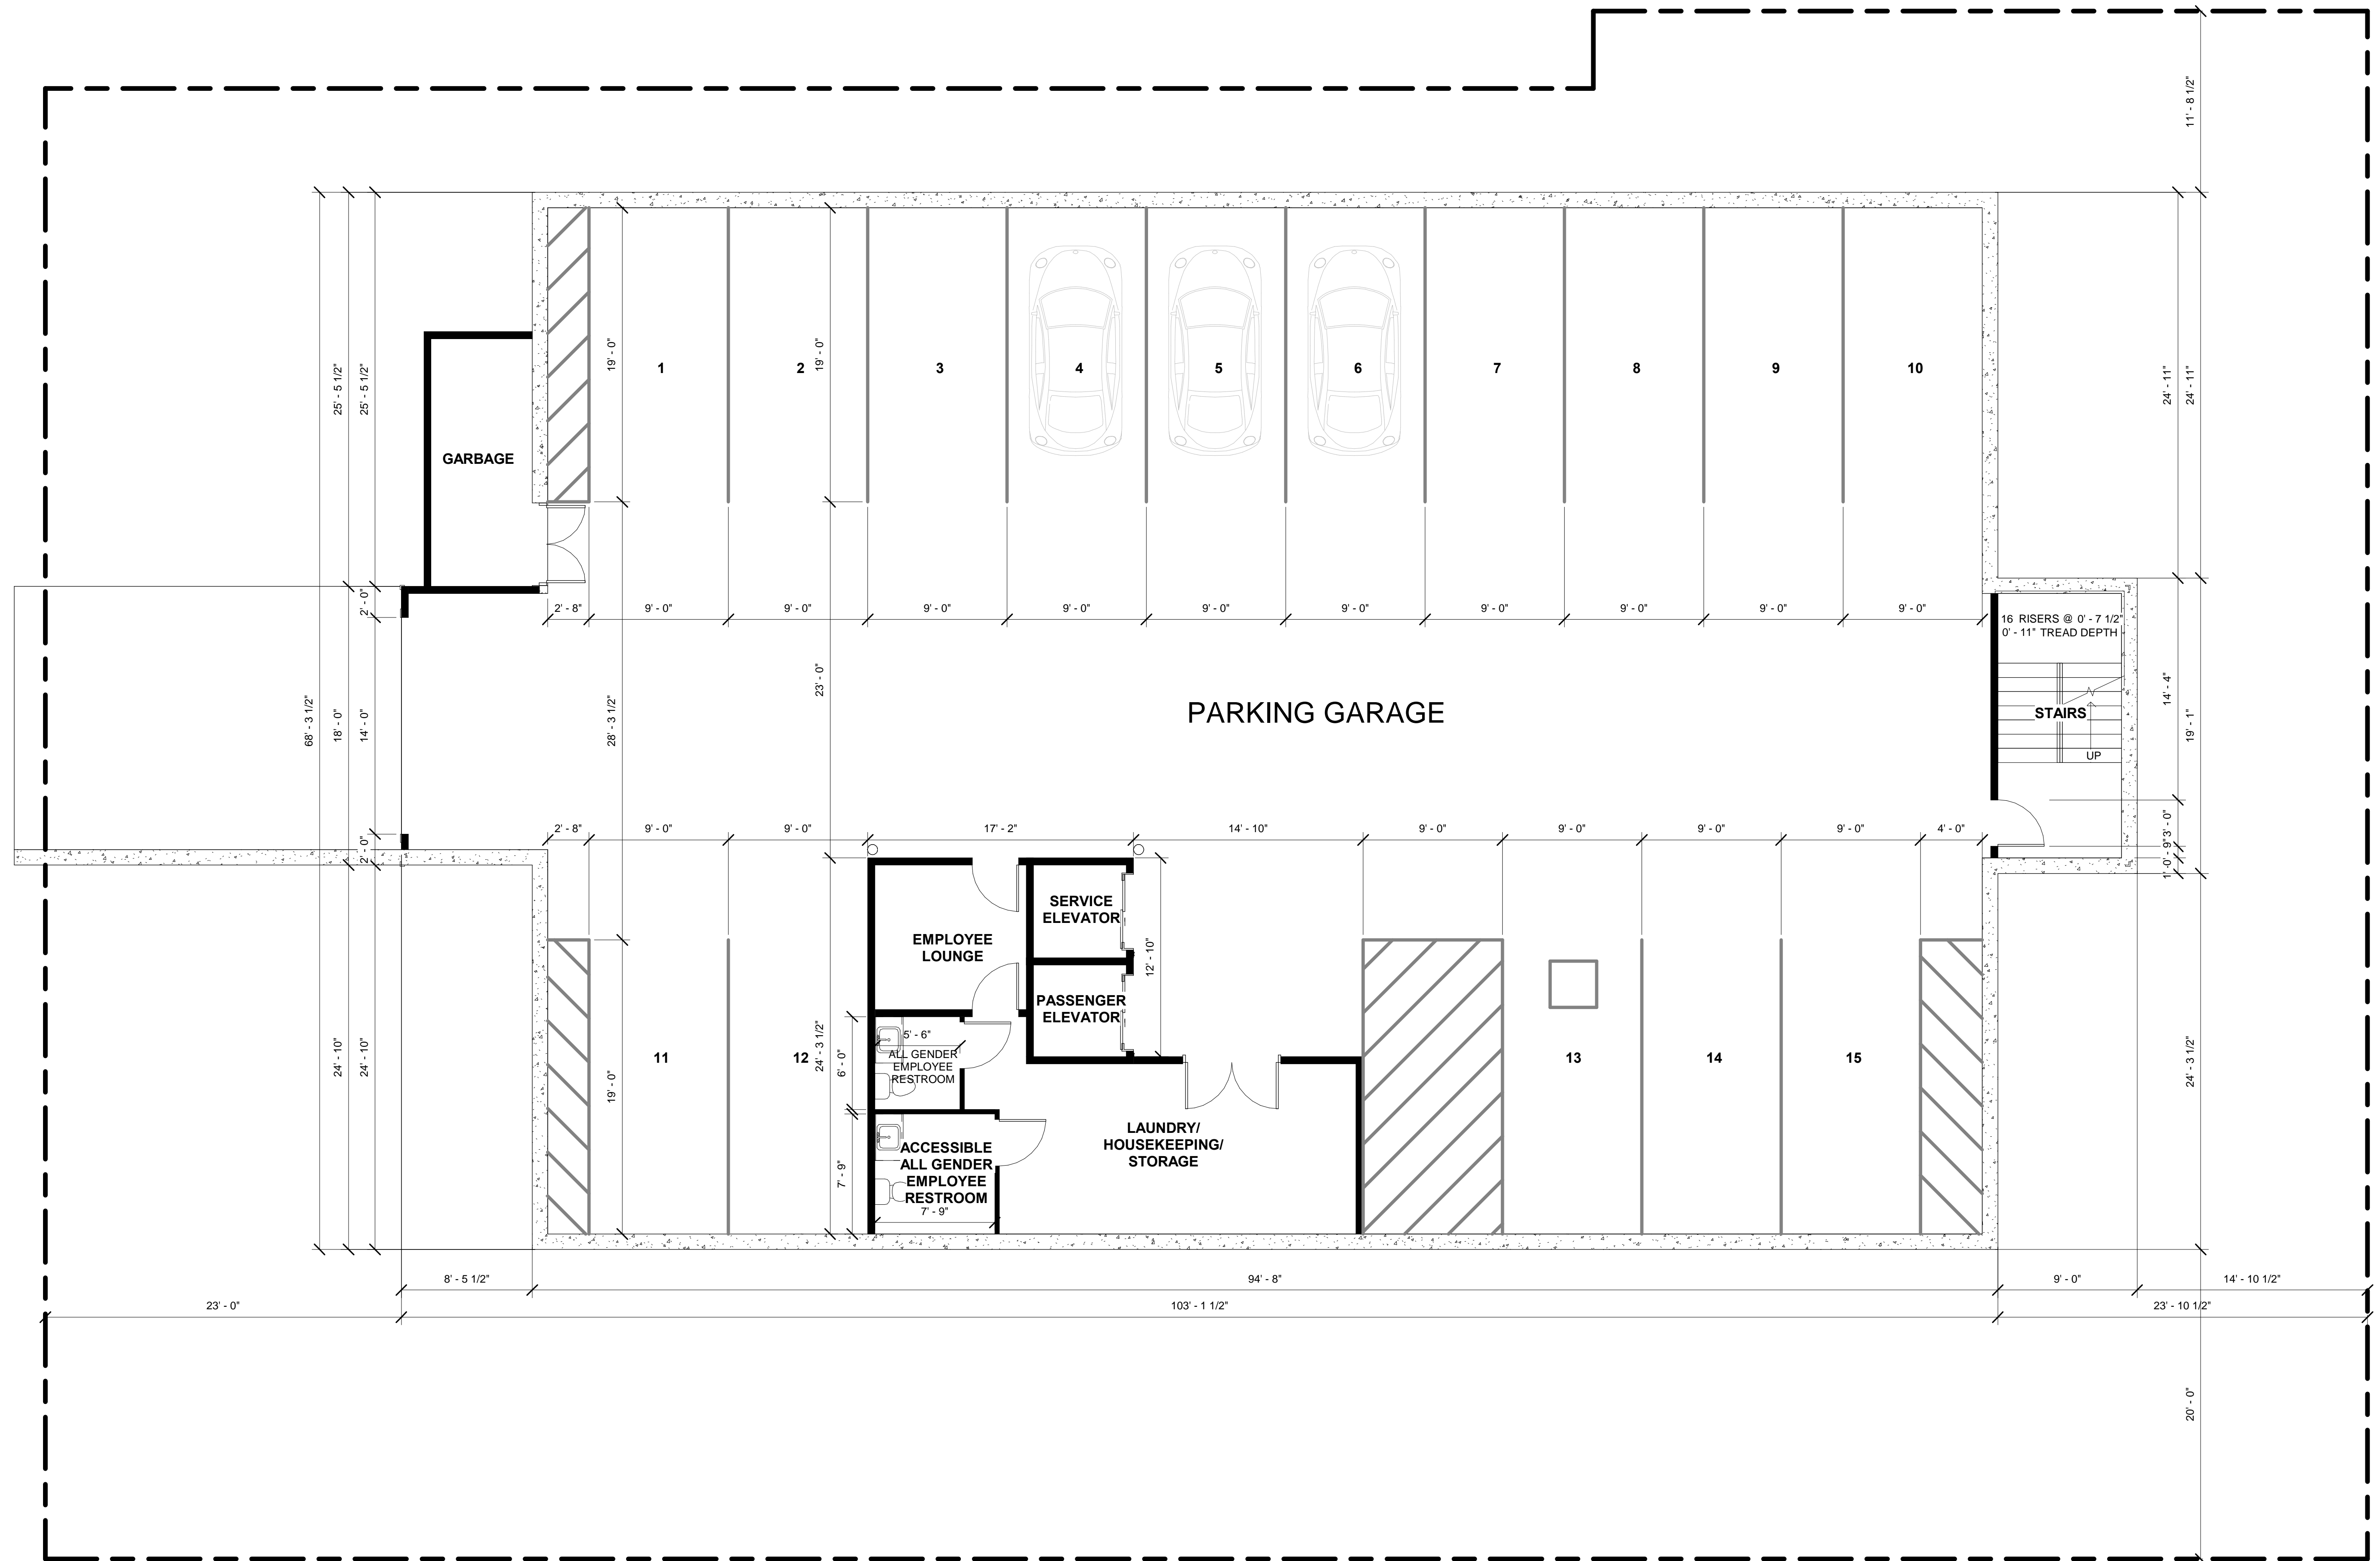 11' - 8 1/2"
25' - 5 1/2"
25' - 5 1/2"
19' - 0"
1
2
19' - 0"
3
4
5
6
7
8
9
10
24' - 11"
24' - 11"
GARBAGE
2' - 0"
2' - 8"
9' - 0"
9' - 0"
9' - 0"
9' - 0"
9' - 0"
9' - 0"
9' - 0"
9' - 0"
9' - 0"
9' - 0"
16 RISERS @ 0' - 7 1/2"
0' - 11" TREAD DEPTH
68' - 3 1/2"
18' - 0"
14' - 0"
28' - 3 1/2"
23' - 0"
PARKING GARAGE
STAIRS
UP
14' - 4"
19' - 1"
2' - 0"
2' - 8"
9' - 0"
9' - 0"
17' - 2"
14' - 10"
9' - 0"
9' - 0"
9' - 0"
9' - 0"
4' - 0"
3' - 0"
0' - 9"
1' - 0"
SERVICE
ELEVATOR
EMPLOYEE
LOUNGE
12' - 10"
PASSENGER
ELEVATOR
24' - 10"
24' - 10"
19' - 0"
11
12
24' - 3 1/2"
6' - 0"
5' - 6"
ALL GENDER
EMPLOYEE
RESTROOM
13
14
15
24' - 3 1/2"
7' - 9"
ACCESSIBLE
ALL GENDER
EMPLOYEE
RESTROOM
7' - 9"
LAUNDRY/
HOUSEKEEPING/
STORAGE
8' - 5 1/2"
94' - 8"
9' - 0"
14' - 10 1/2"
23' - 0"
103' - 1 1/2"
23' - 10 1/2"
20' - 0"